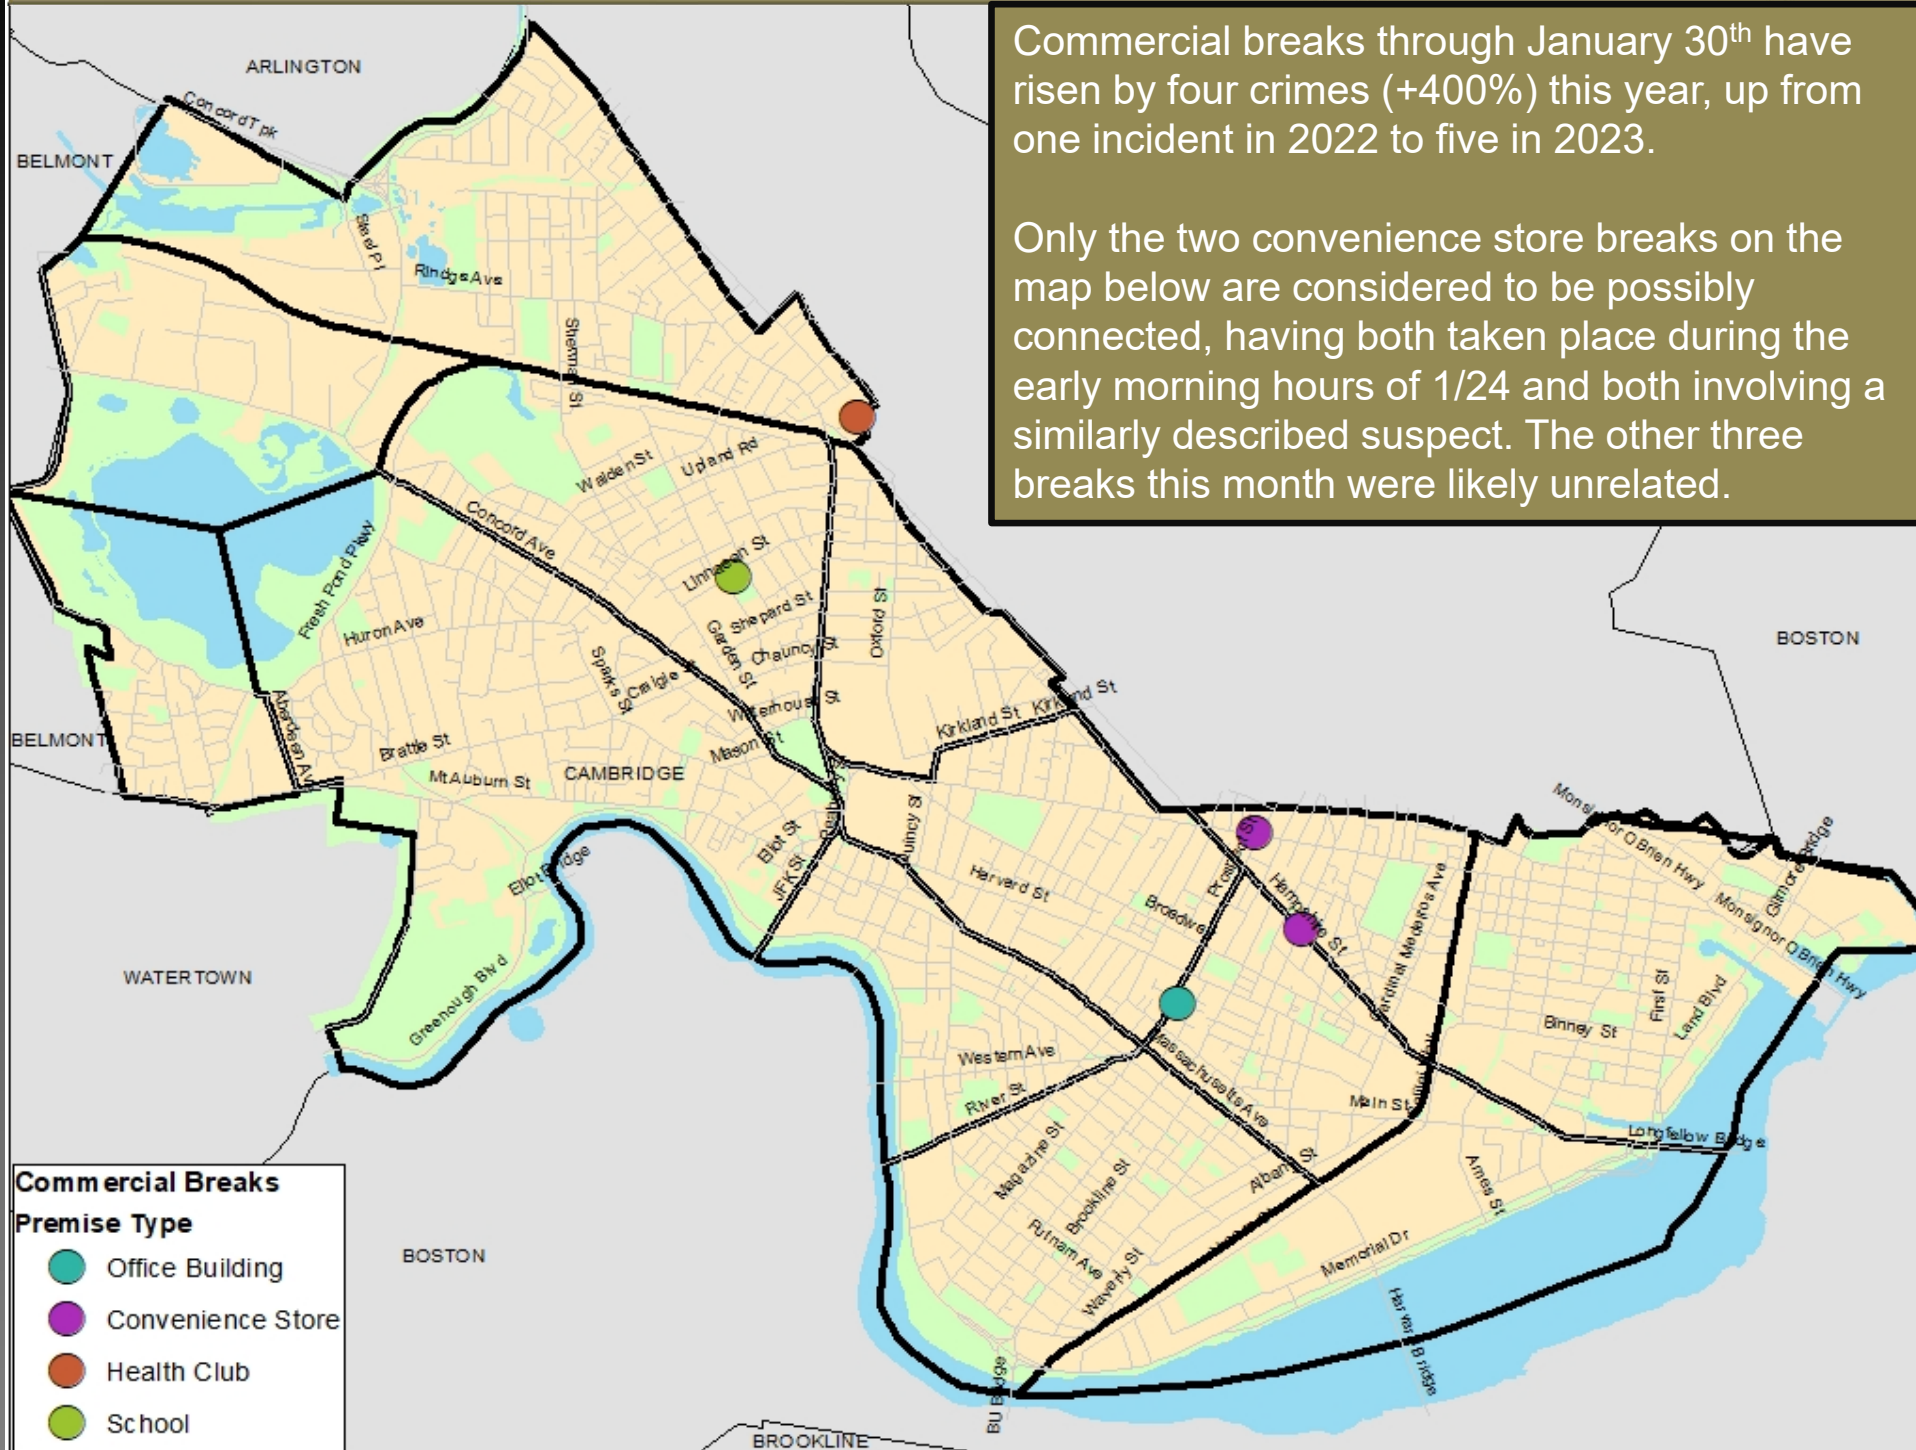 Commercial breaks through January 30th have
risen by four crimes (+400%) this year, up from
one incident in 2022 to five in 2023.
Only the two convenience store breaks on the
map below are considered to be possibly
connected, having both taken place during the
early morning hours of 1/24 and both involving a
similarly described suspect. The other three
breaks this month were likely unrelated.
ARLINGTON
Concord Tpk
BELMONT
Steel Pl
Rindge Ave
Sherman St
Walden St
Upland Rd
Concord Ave
Linnaean St
Fresh Pond Pkwy
Huron Ave
Shepard St
Garden St
Chauncy St
Oxford St
BOSTON
Sparks St
Craigie St
Waterhouse St
Kirkland St
Kirkland St
Aberdeen Ave
BELMONT
Brattle St
Mason St
Mt Auburn St
CAMBRIDGE
Quincy St
Eliot St
JFK St
Eliot Bridge
Harvard St
Broadway
Hampshire St
Cardinal Medeiros Ave
Monsignor O Brien Hwy
Gilmore Bridge
Monsignor O Brien Hwy
WATERTOWN
Greenough Blvd
First St
Land Blvd
Binney St
Western Ave
River St
Massachusetts Ave
Main St
Longfellow Bridge
Magazine St
Brookline St
Albany St
Ames St
Putnam Ave
Waverly St
Memorial Dr
Harvard Bridge
BU Bridge
BOSTON
BROOKLINE
Commercial Breaks
Premise Type
Office Building
Convenience Store
Health Club
School